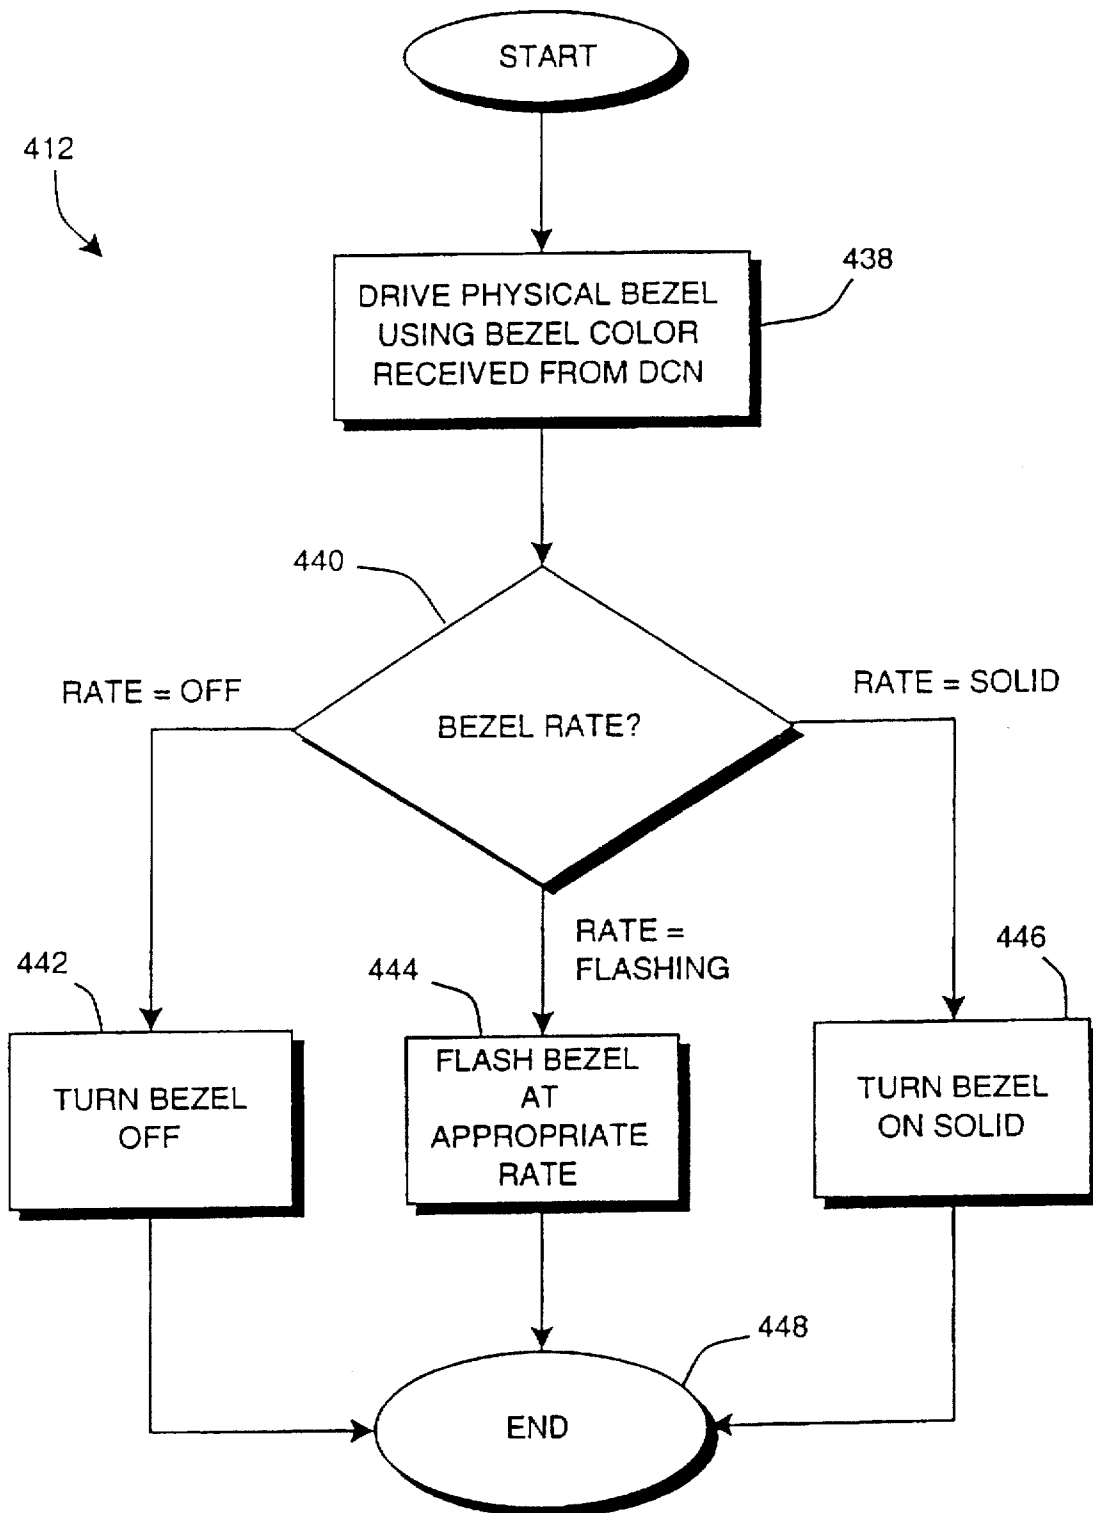 START
412
438
DRIVE PHYSICAL BEZEL
USING BEZEL COLOR
RECEIVED FROM DCN
440
RATE = OFF
RATE = SOLID
BEZEL RATE?
RATE =
FLASHING
442
444
446
TURN BEZEL
OFF
FLASH BEZEL
AT
APPROPRIATE
RATE
TURN BEZEL
ON SOLID
448
END